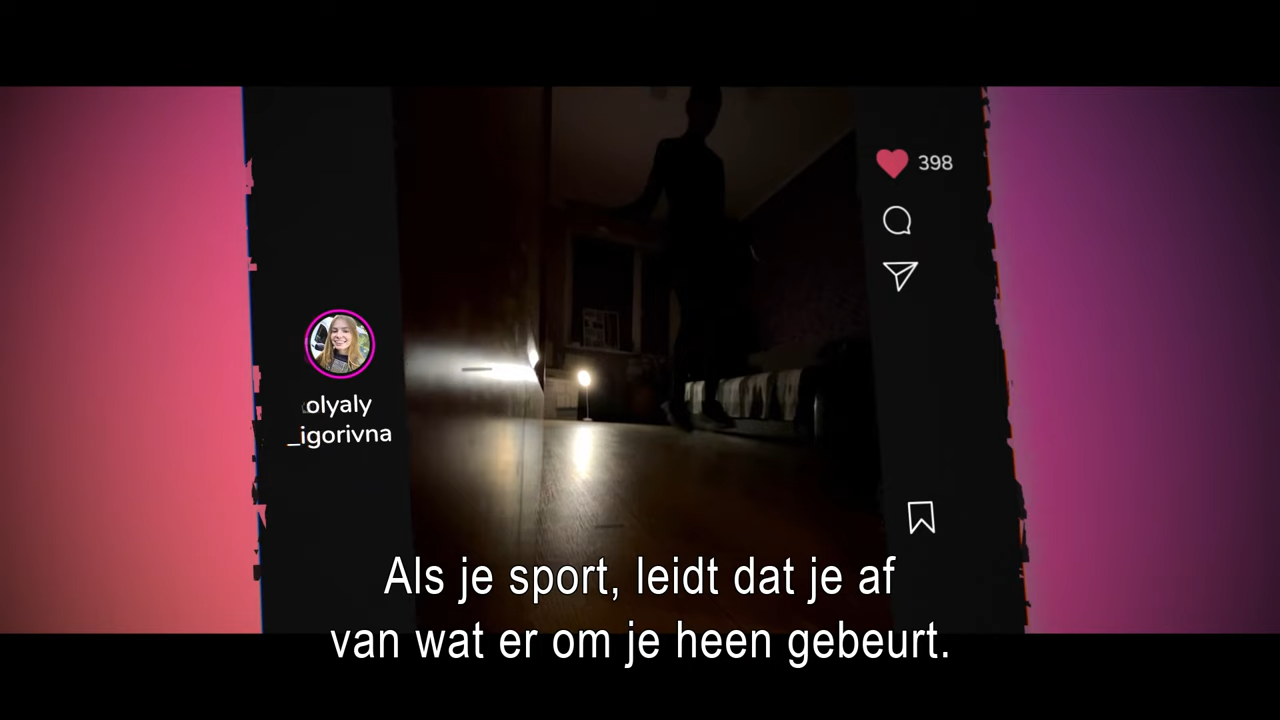 398
olyaly
_igorivna
Als je sport, leidt dat je af
van wat er om je heen gebeurt.